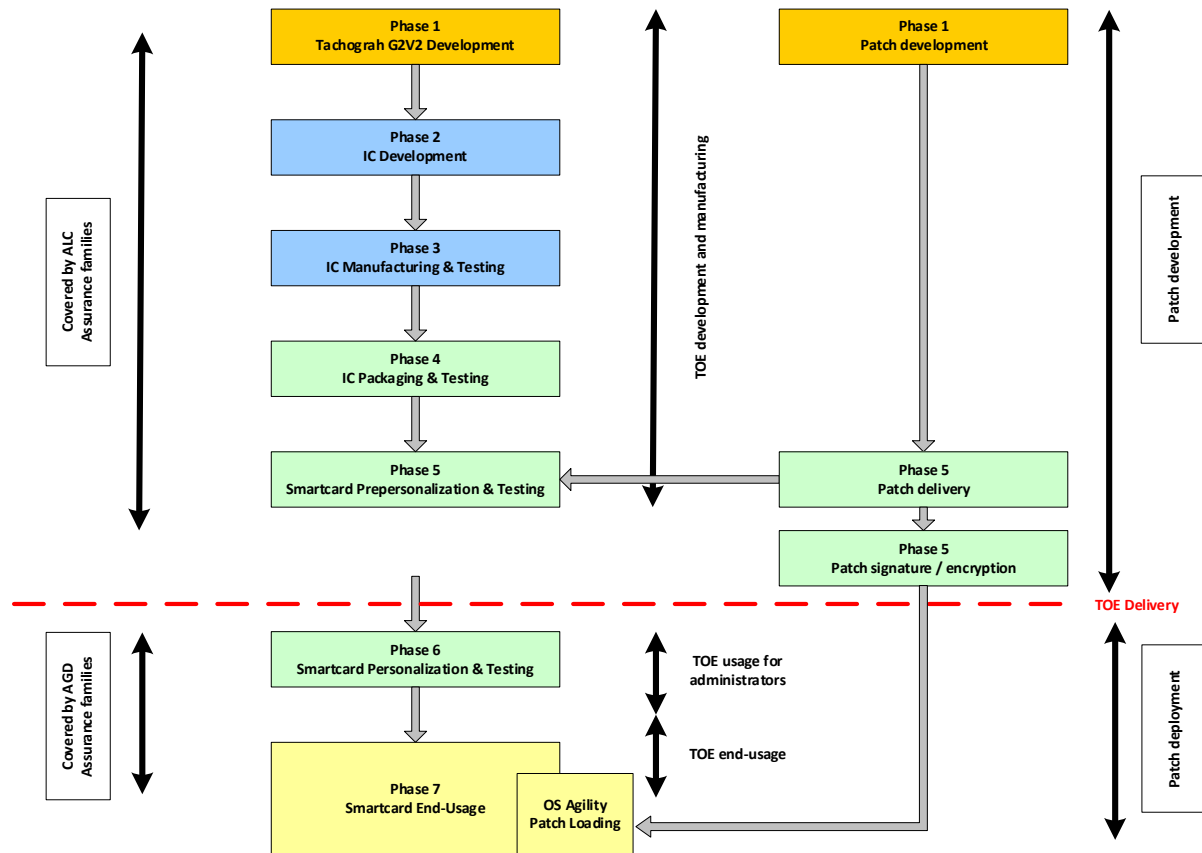 Phase 1
Tachograh G2V2 Development
Phase 1
Patch development
Phase 2
IC Development
Phase 3
IC Manufacturing & Testing
Phase 4
IC Packaging & Testing
Phase 5
Smartcard Prepersonalization & Testing
Phase 5
Patch delivery
Phase 5
Patch signature / encryption
Covered by ALC
Assurance families
TOE development and manufacturing
Patch development
TOE Delivery
Phase 6
Smartcard Personalization & Testing
TOE usage for
administrators
Covered by AGD
Assurance families
TOE end-usage
Patch deployment
Phase 7
Smartcard End-Usage
OS Agility
Patch Loading